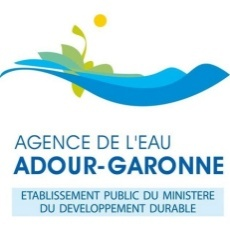 AGENCE DE L'EAU
ADOUR-GARONNE
ETABLISSEMENT PUBLIC DU MINISTERE
DU DEVELOPPEMENT DURABLE